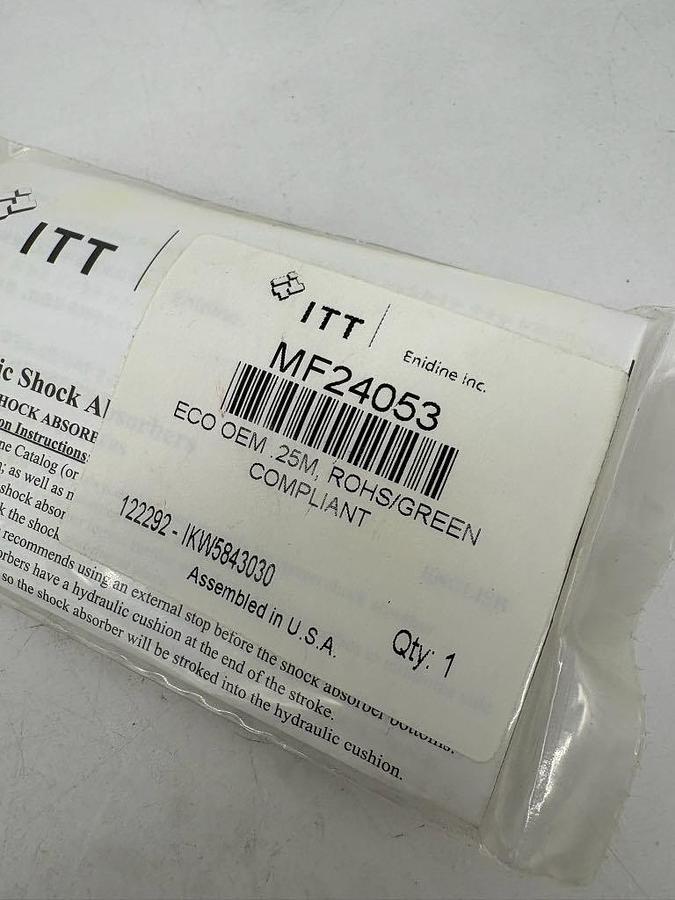 ITT
ITT
Enidine Inc.
MF24053
ECO OEM .25M, ROHS/GREEN
COMPLIANT
122292 - IKW5843030
Assembled in U.S.A.
Qty: 1
ic Shock Al
HOCK ABSORB
on Instructions
ne Catalog (or
; as well as
shock absor
k the shock
recommends using an external stop before the shock absorber bottoms.
orbers have a hydraulic cushion at the end of the stroke.
so the shock absorber will be stroked into the hydraulic cushion.